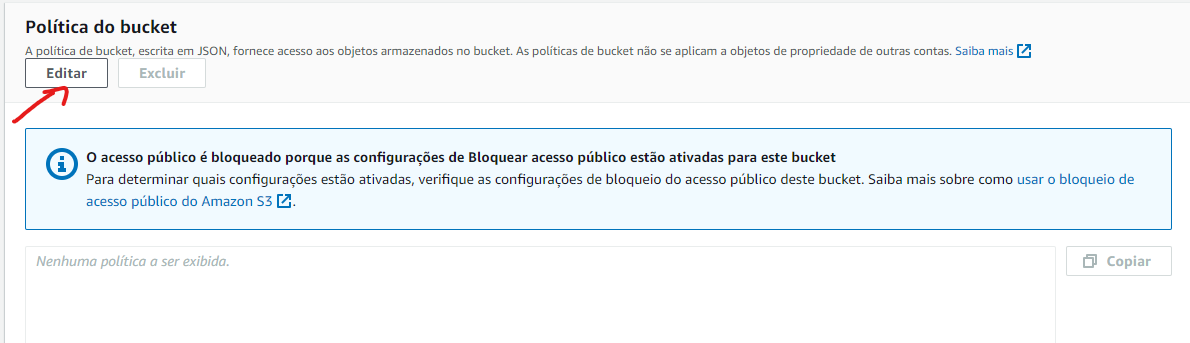 Política do bucket
A política de bucket, escrita em JSON, fornece acesso aos objetos armazenados no bucket. As políticas de bucket não se aplicam a objetos de propriedade de outras contas. Saiba mais
Editar
Excluir
O acesso público é bloqueado porque as configurações de Bloquear acesso público estão ativadas para este bucket
Para determinar quais configurações estão ativadas, verifique as configurações de bloqueio do acesso público deste bucket. Saiba mais sobre como usar o bloqueio de
acesso público do Amazon S3 .
Nenhuma política a ser exibida.
Copiar